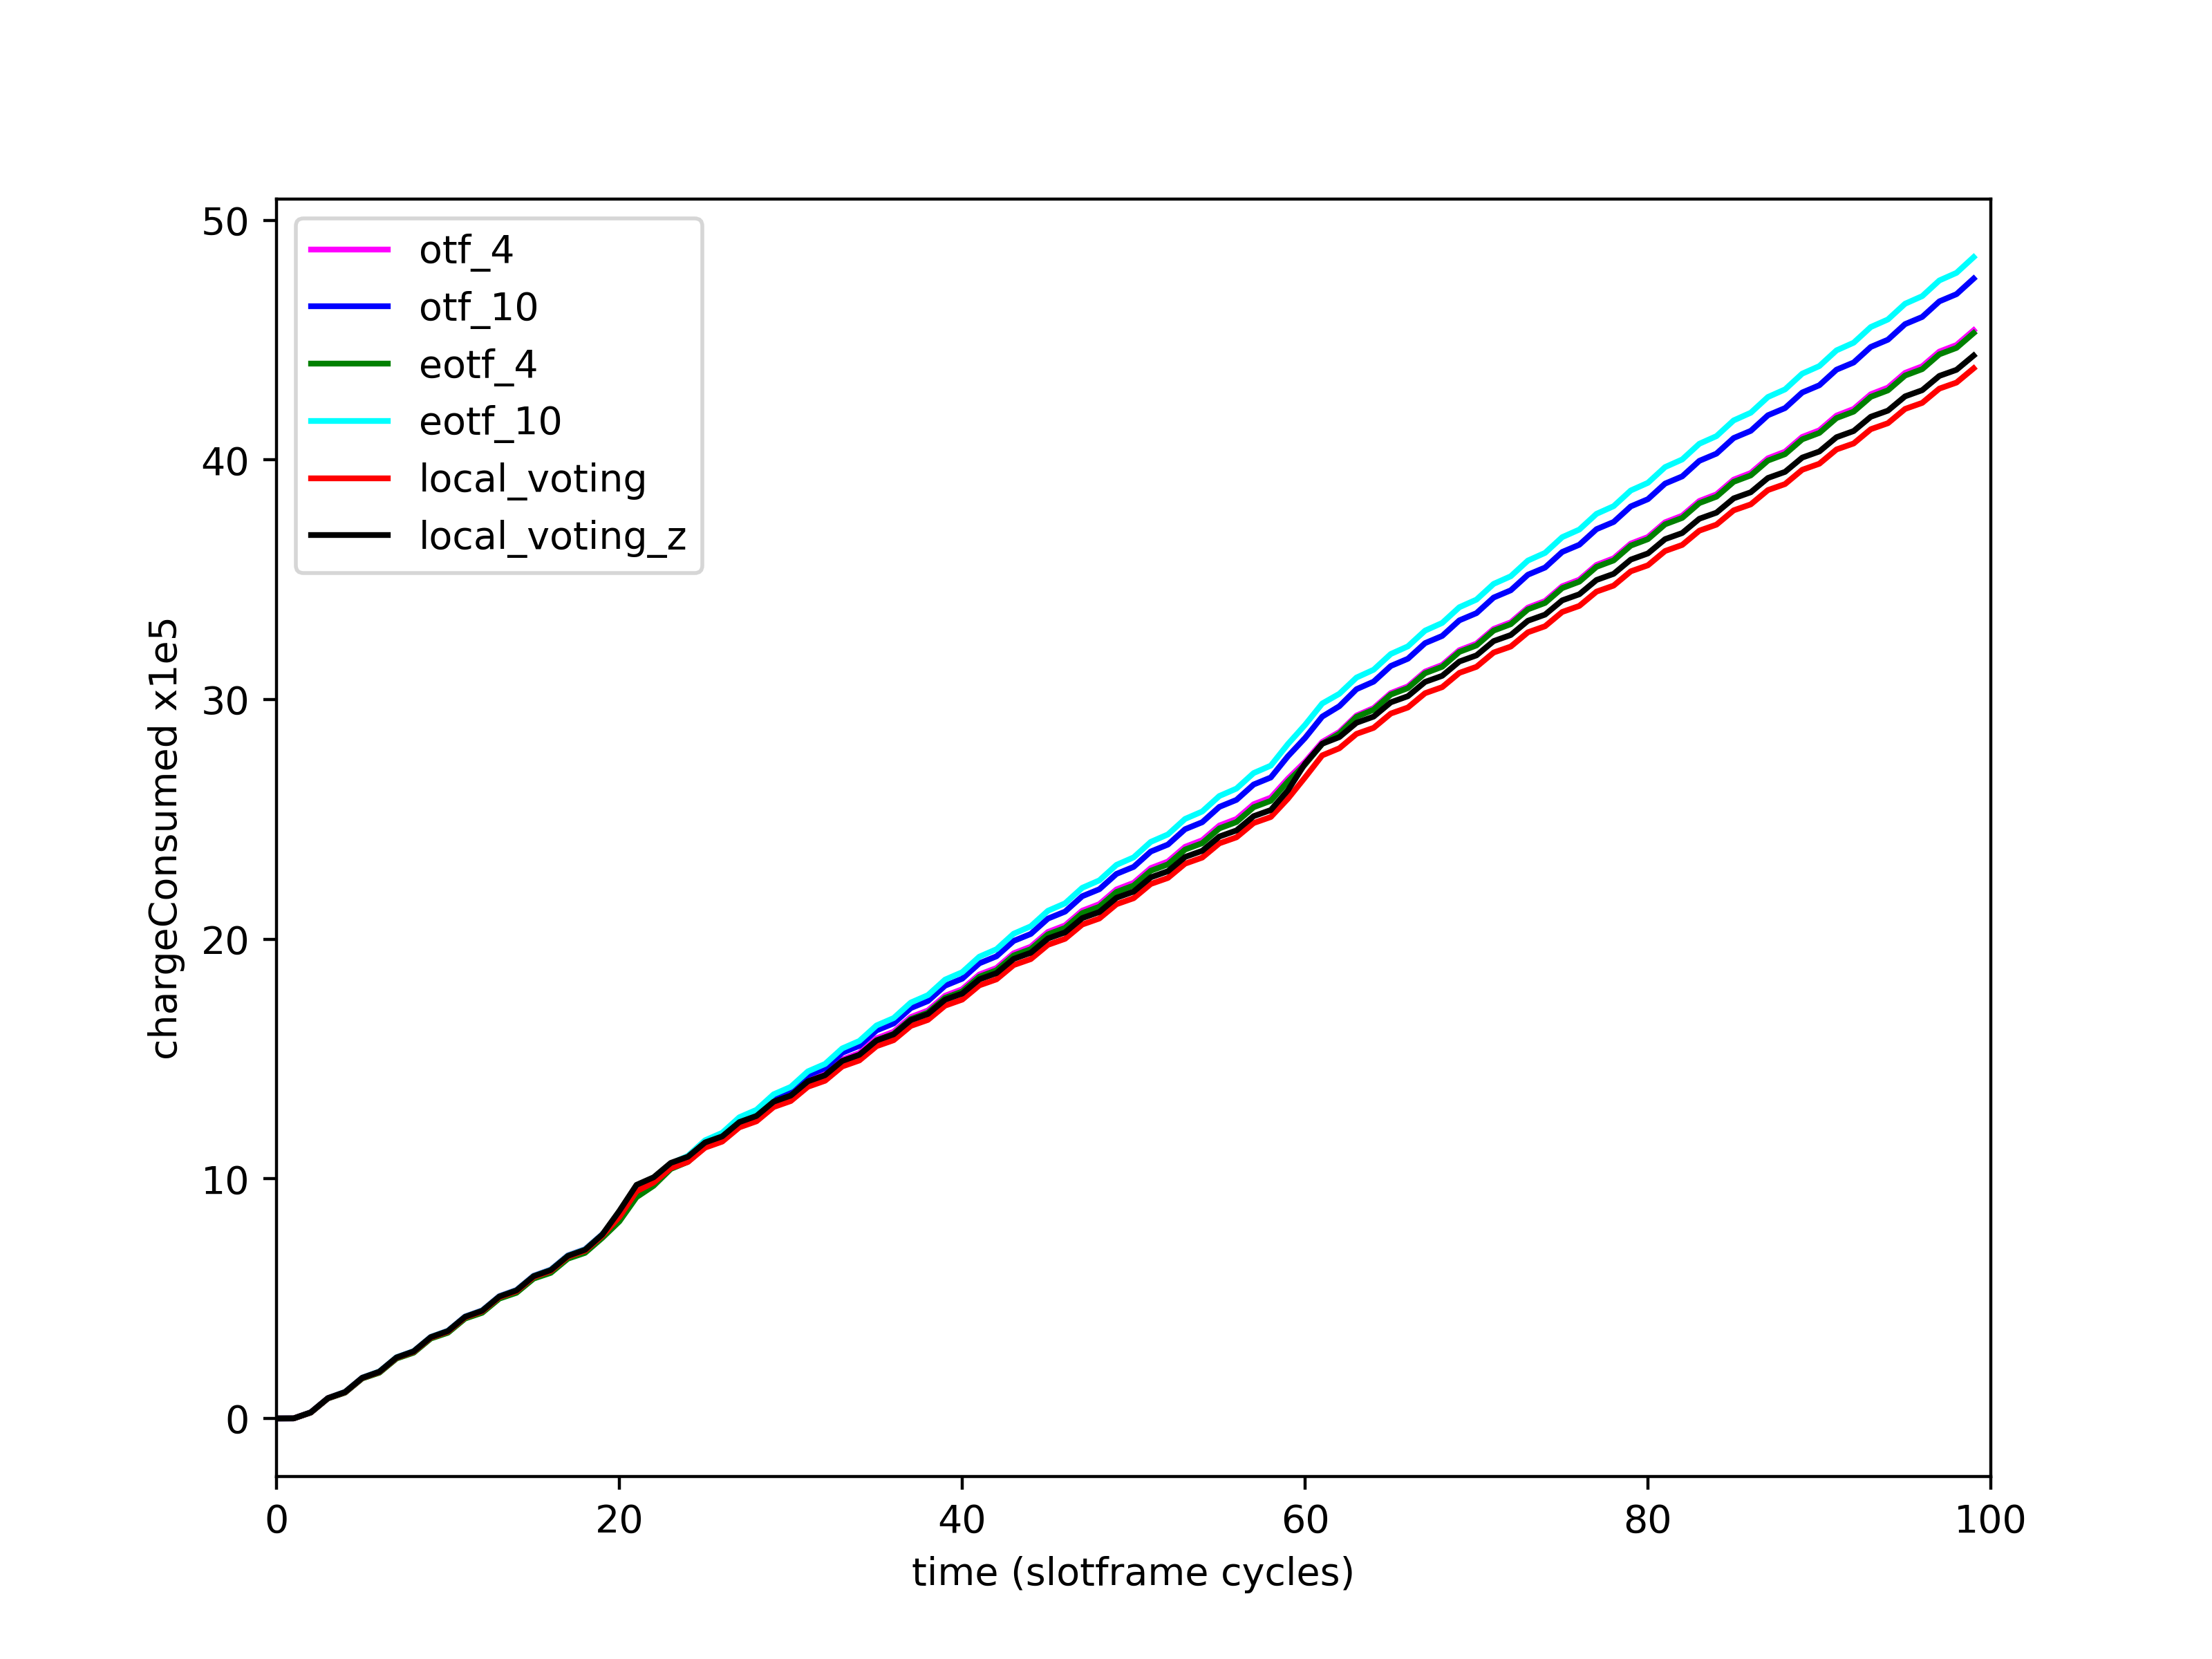 50
40
30
20
10
0
chargeConsumed x1e5
otf_4
otf_10
eotf_4
eotf_10
local_voting
local_voting_z
0 20 40 60 80 100
time (slotframe cycles)